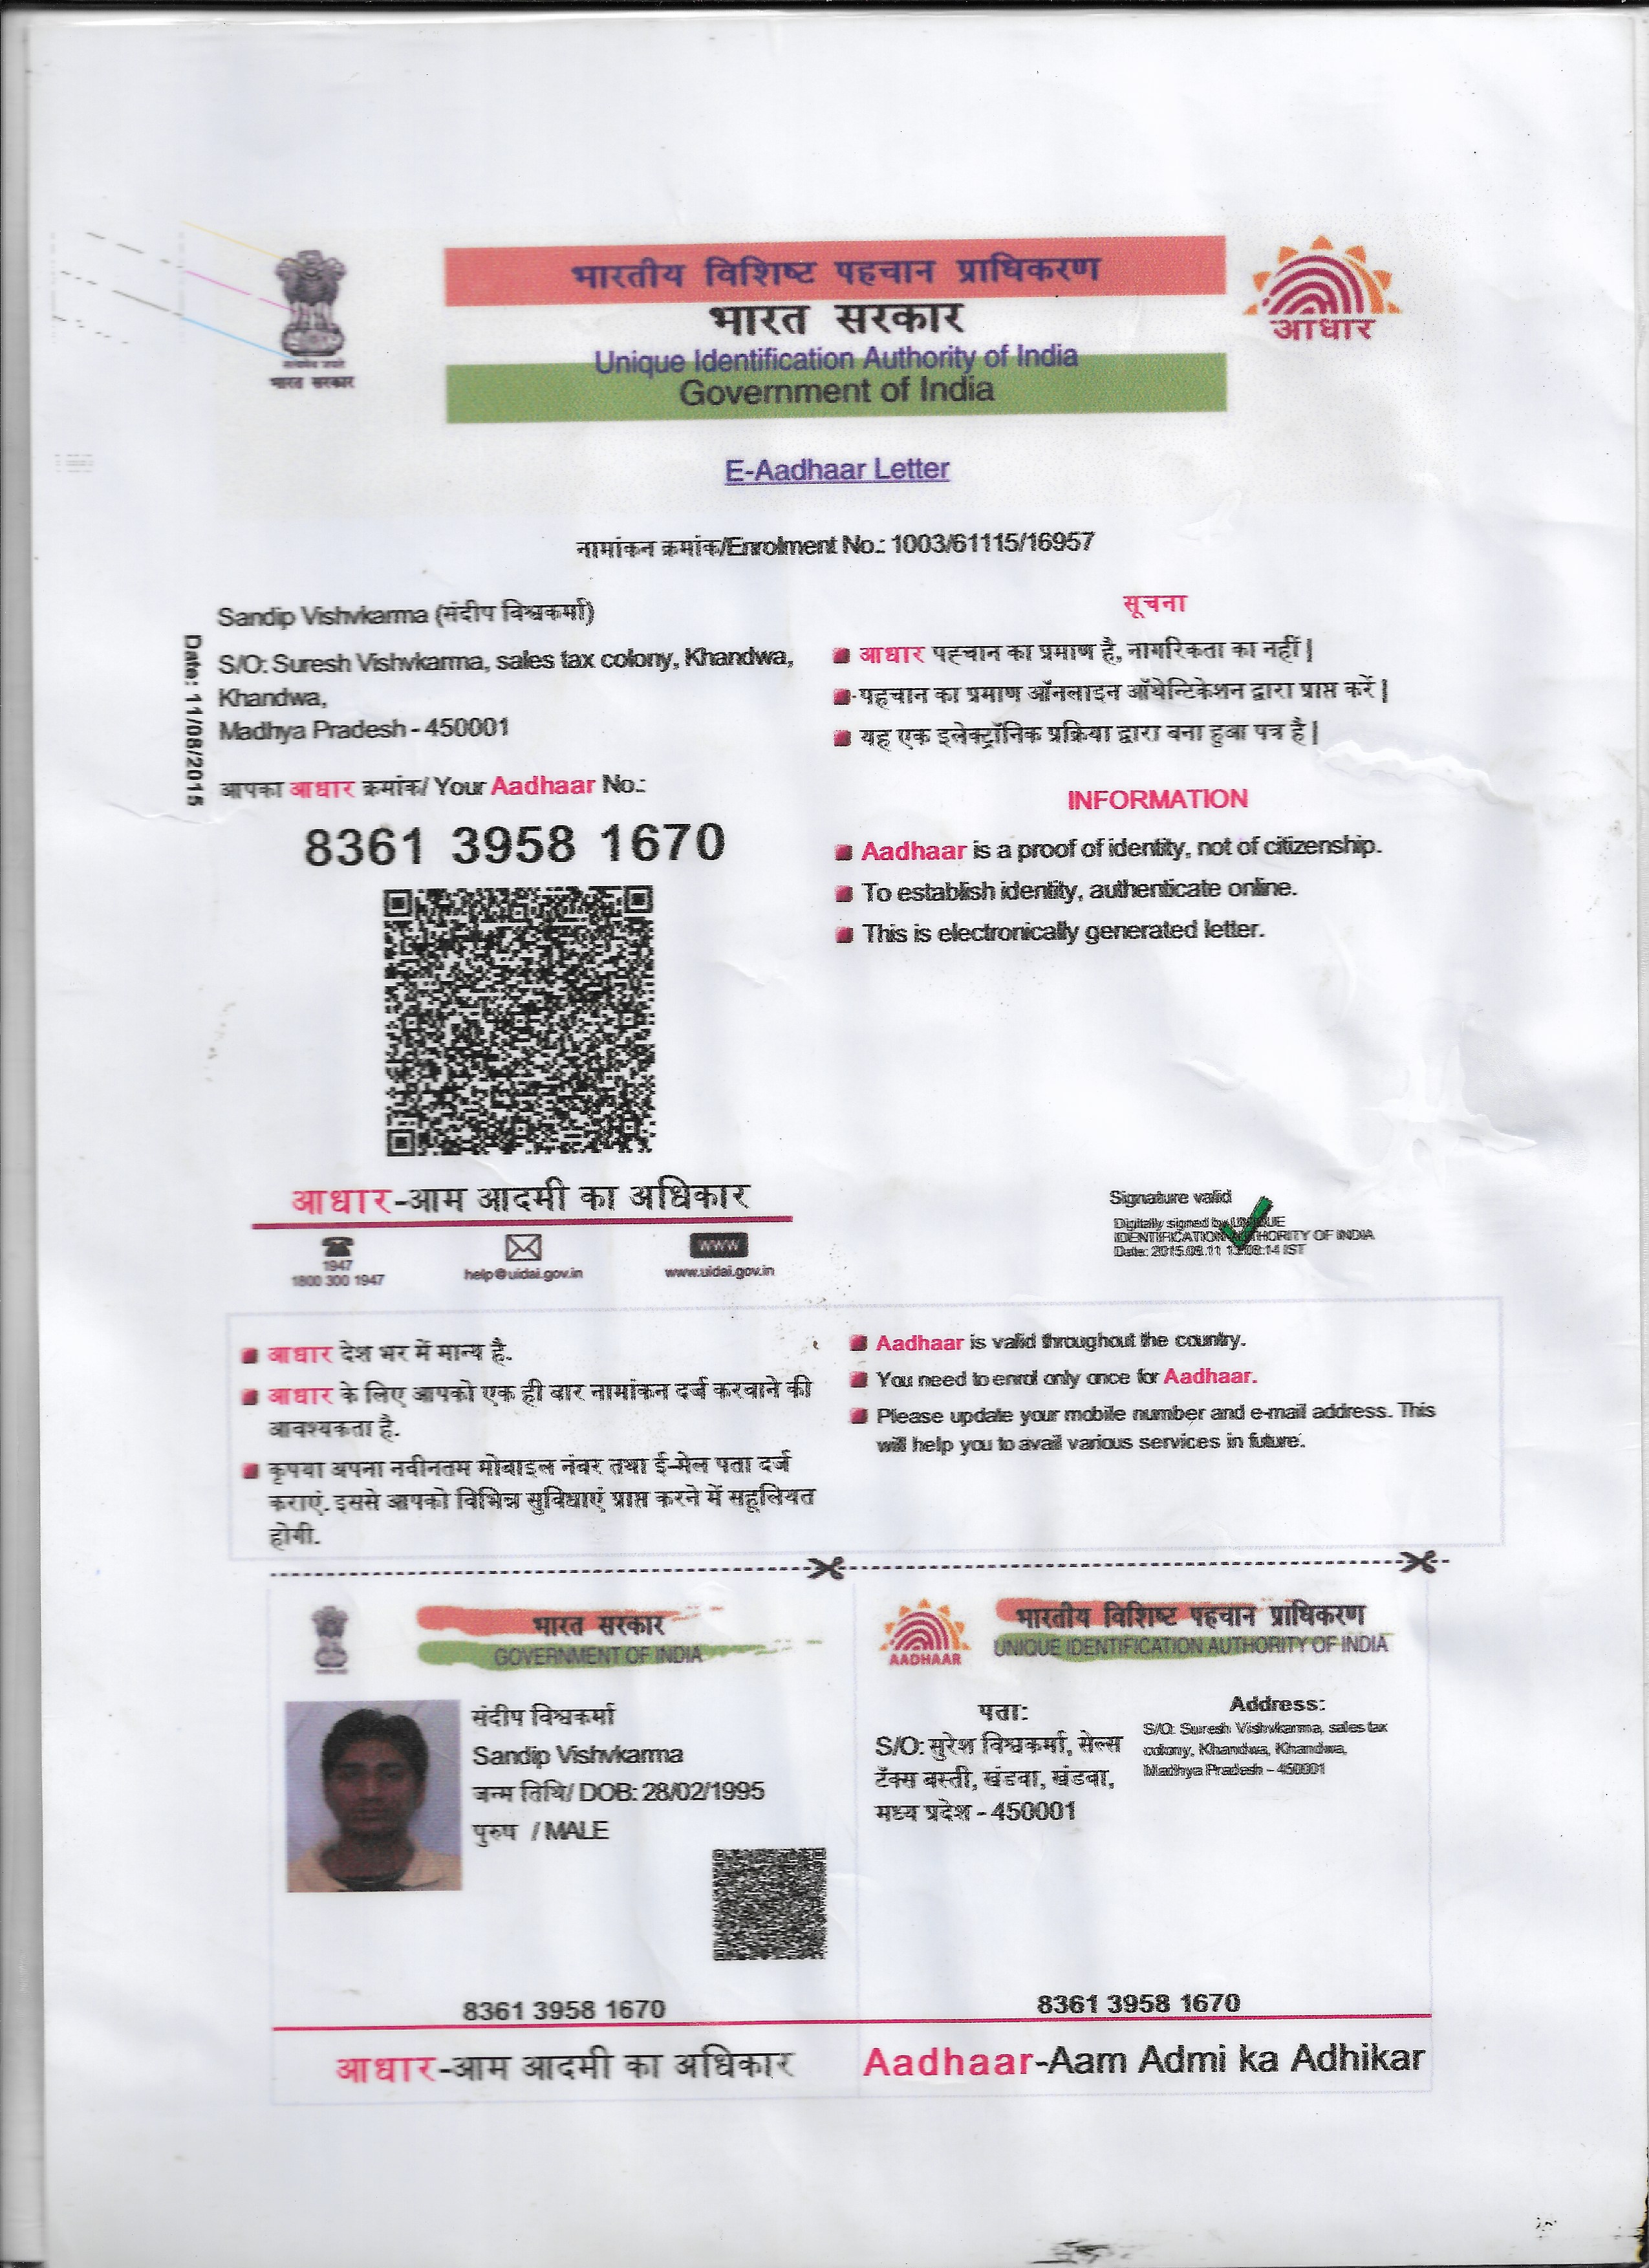 भारतीय विशिष्ट पहचान प्राधिकरण
भारत सरकार
Unique Identification Authority of India
Government of India
भारत सरकार
आधार
E-Aadhaar Letter
नामांकन क्रमांक/Enrolment No.: 1003/61115/16957
Date: 11/08/2015
Sandip Vishvkarma (संदीप विश्वकर्मा)
S/O: Suresh Vishvkarma, sales tax colony, Khandwa,
Khandwa,
Madhya Pradesh - 450001
आपका आधार क्रमांक/ Your Aadhaar No.:
8361 3958 1670
सूचना
आधार पहचान का प्रमाण है, नागरिकता का नहीं |
पहचान का प्रमाण ऑनलाइन ऑथेन्टिकेशन द्वारा प्राप्त करें |
यह एक इलेक्ट्रॉनिक प्रक्रिया द्वारा बना हुआ पत्र है |
INFORMATION
Aadhaar is a proof of identity, not of citizenship.
To establish identity, authenticate online.
This is electronically generated letter.
आधार-आम आदमी का अधिकार
1947
1800 300 1947
help@uidai.gov.in
www
www.uidai.gov.in
Signature valid
Digitally signed by UNIQUE
IDENTIFICATION AUTHORITY OF INDIA
Date: 2015.08.11 IST
आधार देश भर में मान्य है.
आधार के लिए आपको एक ही बार नामांकन दर्ज करवाने की
आवश्यकता है.
कृपया अपना नवीनतम मोबाइल नंबर तथा ई-मेल पता दर्ज
कराएं. इससे आपको विभिन्न सुविधाएं प्राप्त करने में सहूलियत
होगी.
Aadhaar is valid throughout the country.
You need to enrol only once for Aadhaar.
Please update your mobile number and e-mail address. This
will help you to avail various services in future.
भारत सरकार
GOVERNMENT OF INDIA
संदीप विश्वकर्मा
Sandip Vishvkarma
जन्म तिथि/ DOB: 28/02/1995
पुरुष / MALE
8361 3958 1670
आधार-आम आदमी का अधिकार
AADHAAR
भारतीय विशिष्ट पहचान प्राधिकरण
UNIQUE IDENTIFICATION AUTHORITY OF INDIA
पता:
S/O: सुरेश विश्वकर्मा, सेल्स
टॅक्स बस्ती, खंडवा, खंडवा,
मध्य प्रदेश - 450001
Address:
S/O: Suresh Vishvkarma, sales tax
colony, Khandwa, Khandwa,
Madhya Pradesh - 450001
8361 3958 1670
Aadhaar-Aam Admi ka Adhikar